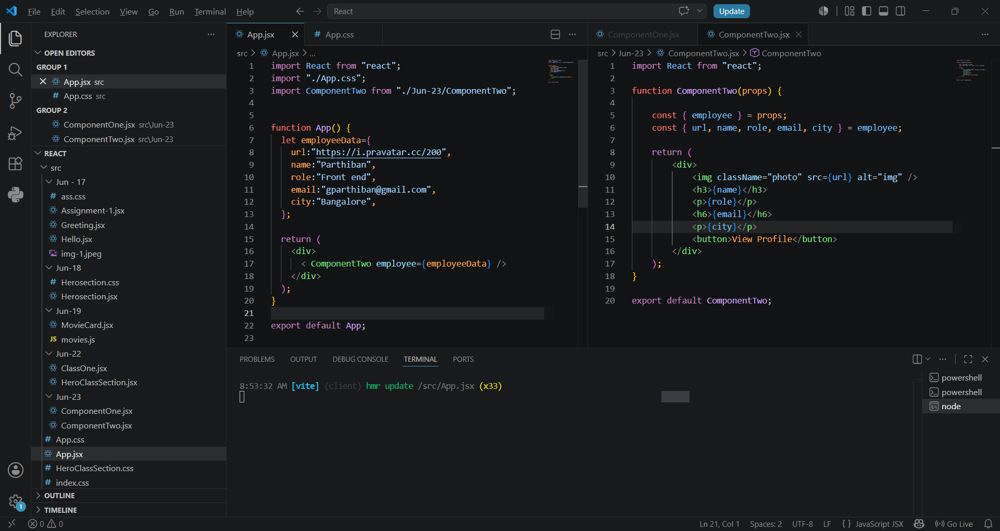 File Edit Selection View Go Run Terminal Help
React
Update
EXPLORER
OPEN EDITORS
GROUP 1
App.jsx src
# App.css src
GROUP 2
ComponentOne.jsx src\Jun-23
ComponentTwo.jsx src\Jun-23
REACT
src
Jun - 17
# ass.css
Assignment-1.jsx
Greeting.jsx
Hello.jsx
img-1.jpeg
Jun-18
# Herosection.css
Herosection.jsx
Jun-19
MovieCard.jsx
JS movies.js
Jun-22
ClassOne.jsx
HeroClassSection.jsx
Jun-23
ComponentOne.jsx
ComponentTwo.jsx
# App.css
App.jsx
# HeroClassSection.css
# index.css
OUTLINE
TIMELINE
App.jsx
# App.css
src > App.jsx > ...
1 import React from "react";
2 import "./App.css";
3 import ComponentTwo from "./Jun-23/ComponentTwo";
4
5
6 function App() {
7 let employeeData={
8 url:"https://i.pravatar.cc/200",
9 name:"Parthiban",
10 role:"Front end",
11 email:"gparthiban@gmail.com",
12 city:"Bangalore",
13 };
14
15 return (
16 <div>
17 < ComponentTwo employee={employeeData} />
18 </div>
19 );
20 }
21
22 export default App;
23
ComponentOne.jsx
ComponentTwo.jsx
src > Jun-23 > ComponentTwo.jsx > ComponentTwo
1 import React from "react";
2
3 function ComponentTwo(props) {
4
5 const { employee } = props;
6 const { url, name, role, email, city } = employee;
7
8 return (
9 <div>
10 <img className="photo" src={url} alt="img" />
11 <h3>{name}</h3>
12 <p>{role}</p>
13 <h6>{email}</h6>
14 <p>{city}</p>
15 <button>View Profile</button>
16 </div>
17 );
18 }
19
20 export default ComponentTwo;
PROBLEMS OUTPUT DEBUG CONSOLE TERMINAL PORTS
8:53:32 AM [vite] (client) hmr update /src/App.jsx (x33)
powershell
powershell
node
1
0 0
Ln 21, Col 1 Spaces: 2 UTF-8 LF { } JavaScript JSX Go Live